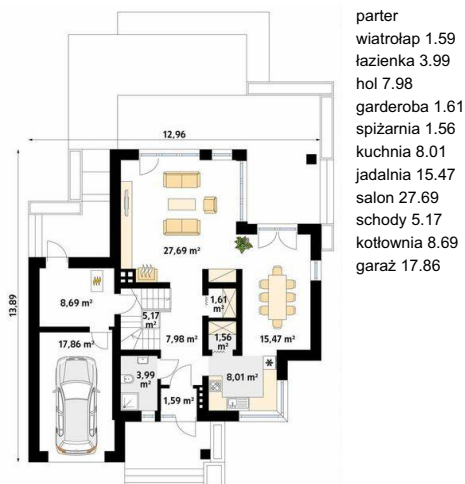 parter
wiatrołap 1.59
łazienka 3.99
hol 7.98
garderoba 1.61
spiżarnia 1.56
kuchnia 8.01
jadalnia 15.47
salon 27.69
schody 5.17
kotłownia 8.69
garaż 17.86
12,96
13,89
27,69 m²
8,69 m²
5,17 m²
1,61 m²
17,86 m²
7,98 m²
1,56 m²
15,47 m²
3,99 m²
8,01 m²
1,59 m²